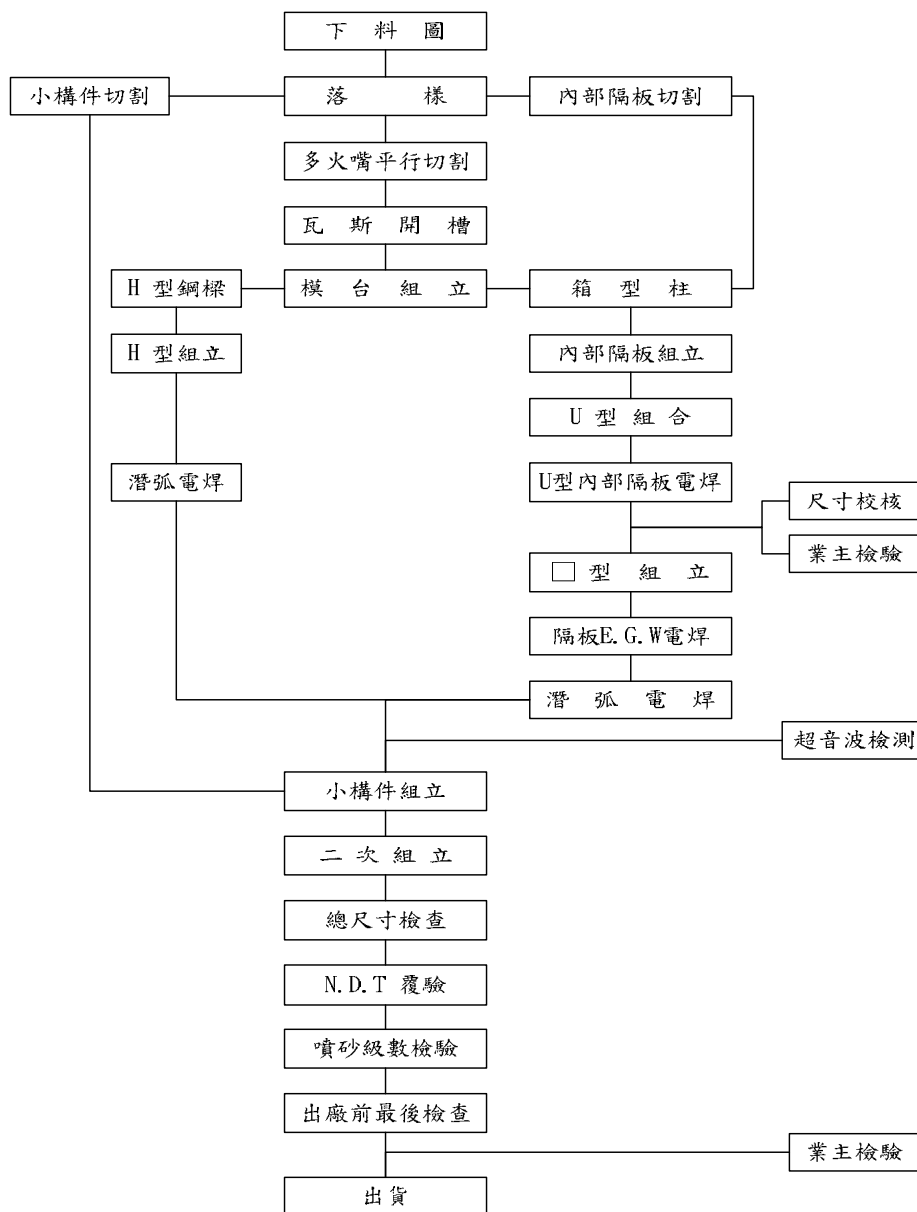 下料圖
小構件切割
落樣
內部隔板切割
多火嘴平行切割
瓦斯開槽
H 型鋼樑
模台組立
箱型柱
H 型組立
內部隔板組立
U 型組合
潛弧電焊
U型內部隔板電焊
尺寸校核
業主檢驗
□型組立
隔板E.G.W電焊
潛弧電焊
超音波檢測
小構件組立
二次組立
總尺寸檢查
N.D.T 覆驗
噴砂級數檢驗
出廠前最後檢查
業主檢驗
出貨